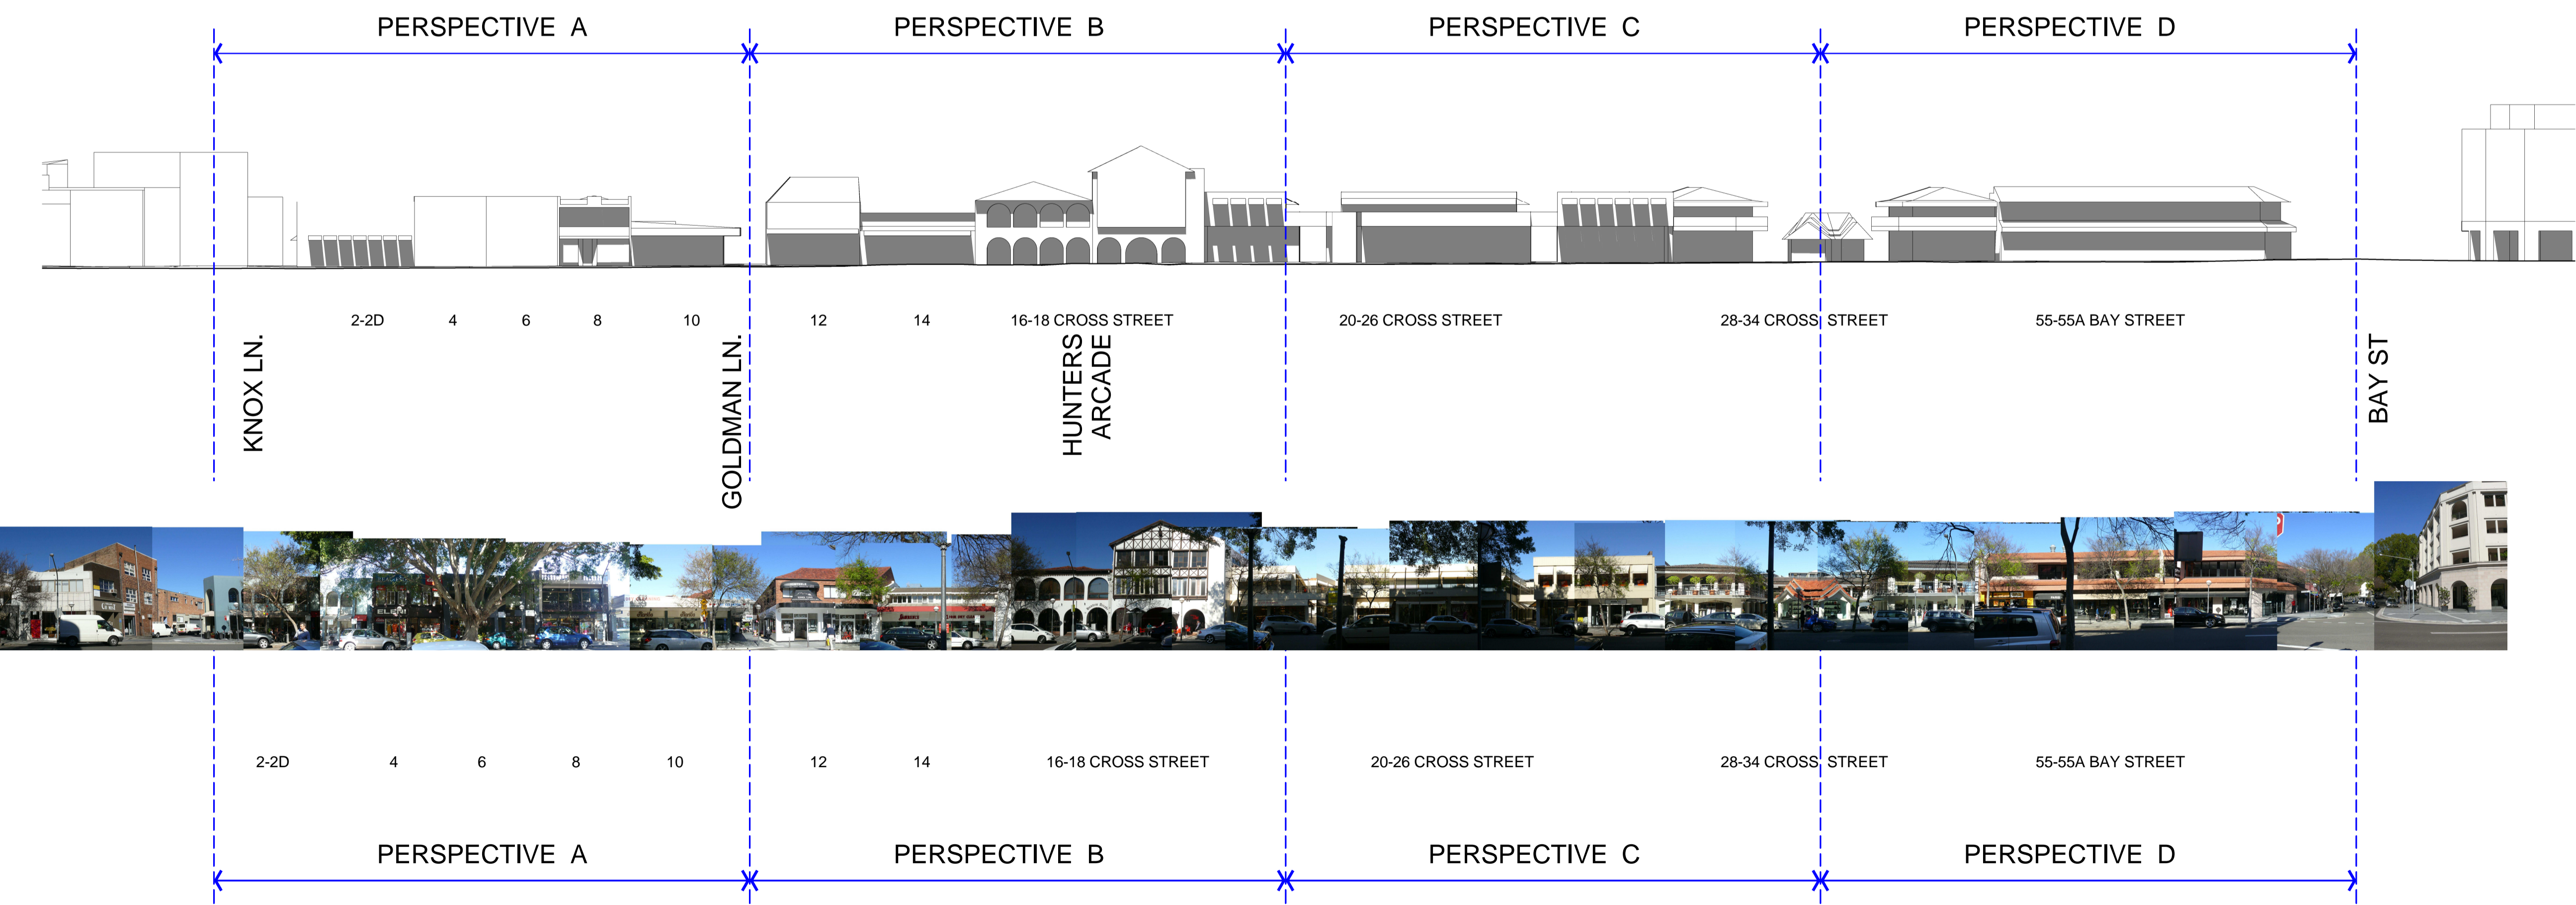 PERSPECTIVE A
PERSPECTIVE B
PERSPECTIVE C
PERSPECTIVE D
2-2D
4
6
8
10
12
14
16-18 CROSS STREET
20-26 CROSS STREET
28-34 CROSS STREET
55-55A BAY STREET
KNOX LN.
GOLDMAN LN.
HUNTERS
ARCADE
BAY ST
2-2D
4
6
8
10
12
14
16-18 CROSS STREET
20-26 CROSS STREET
28-34 CROSS STREET
55-55A BAY STREET
PERSPECTIVE A
PERSPECTIVE B
PERSPECTIVE C
PERSPECTIVE D